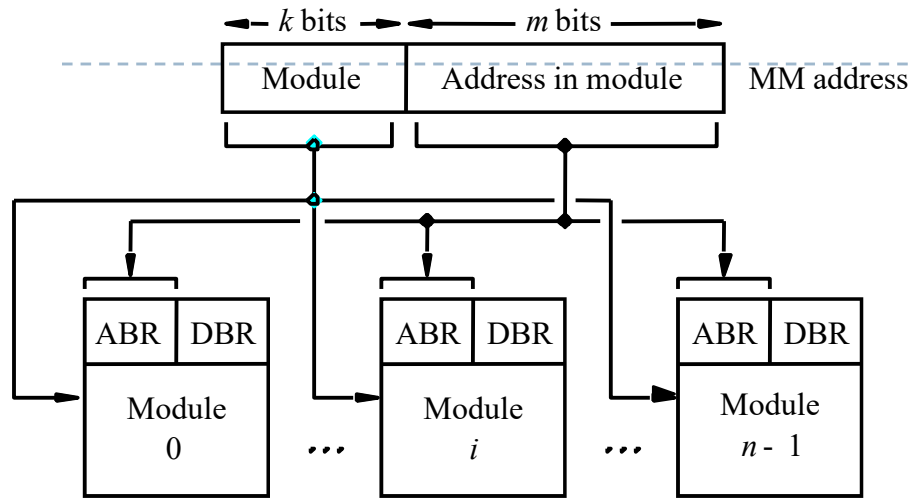 k bits m bits
Module Address in module MM address
ABR DBR ABR DBR ABR DBR
Module Module Module
0 ... i ... n - 1